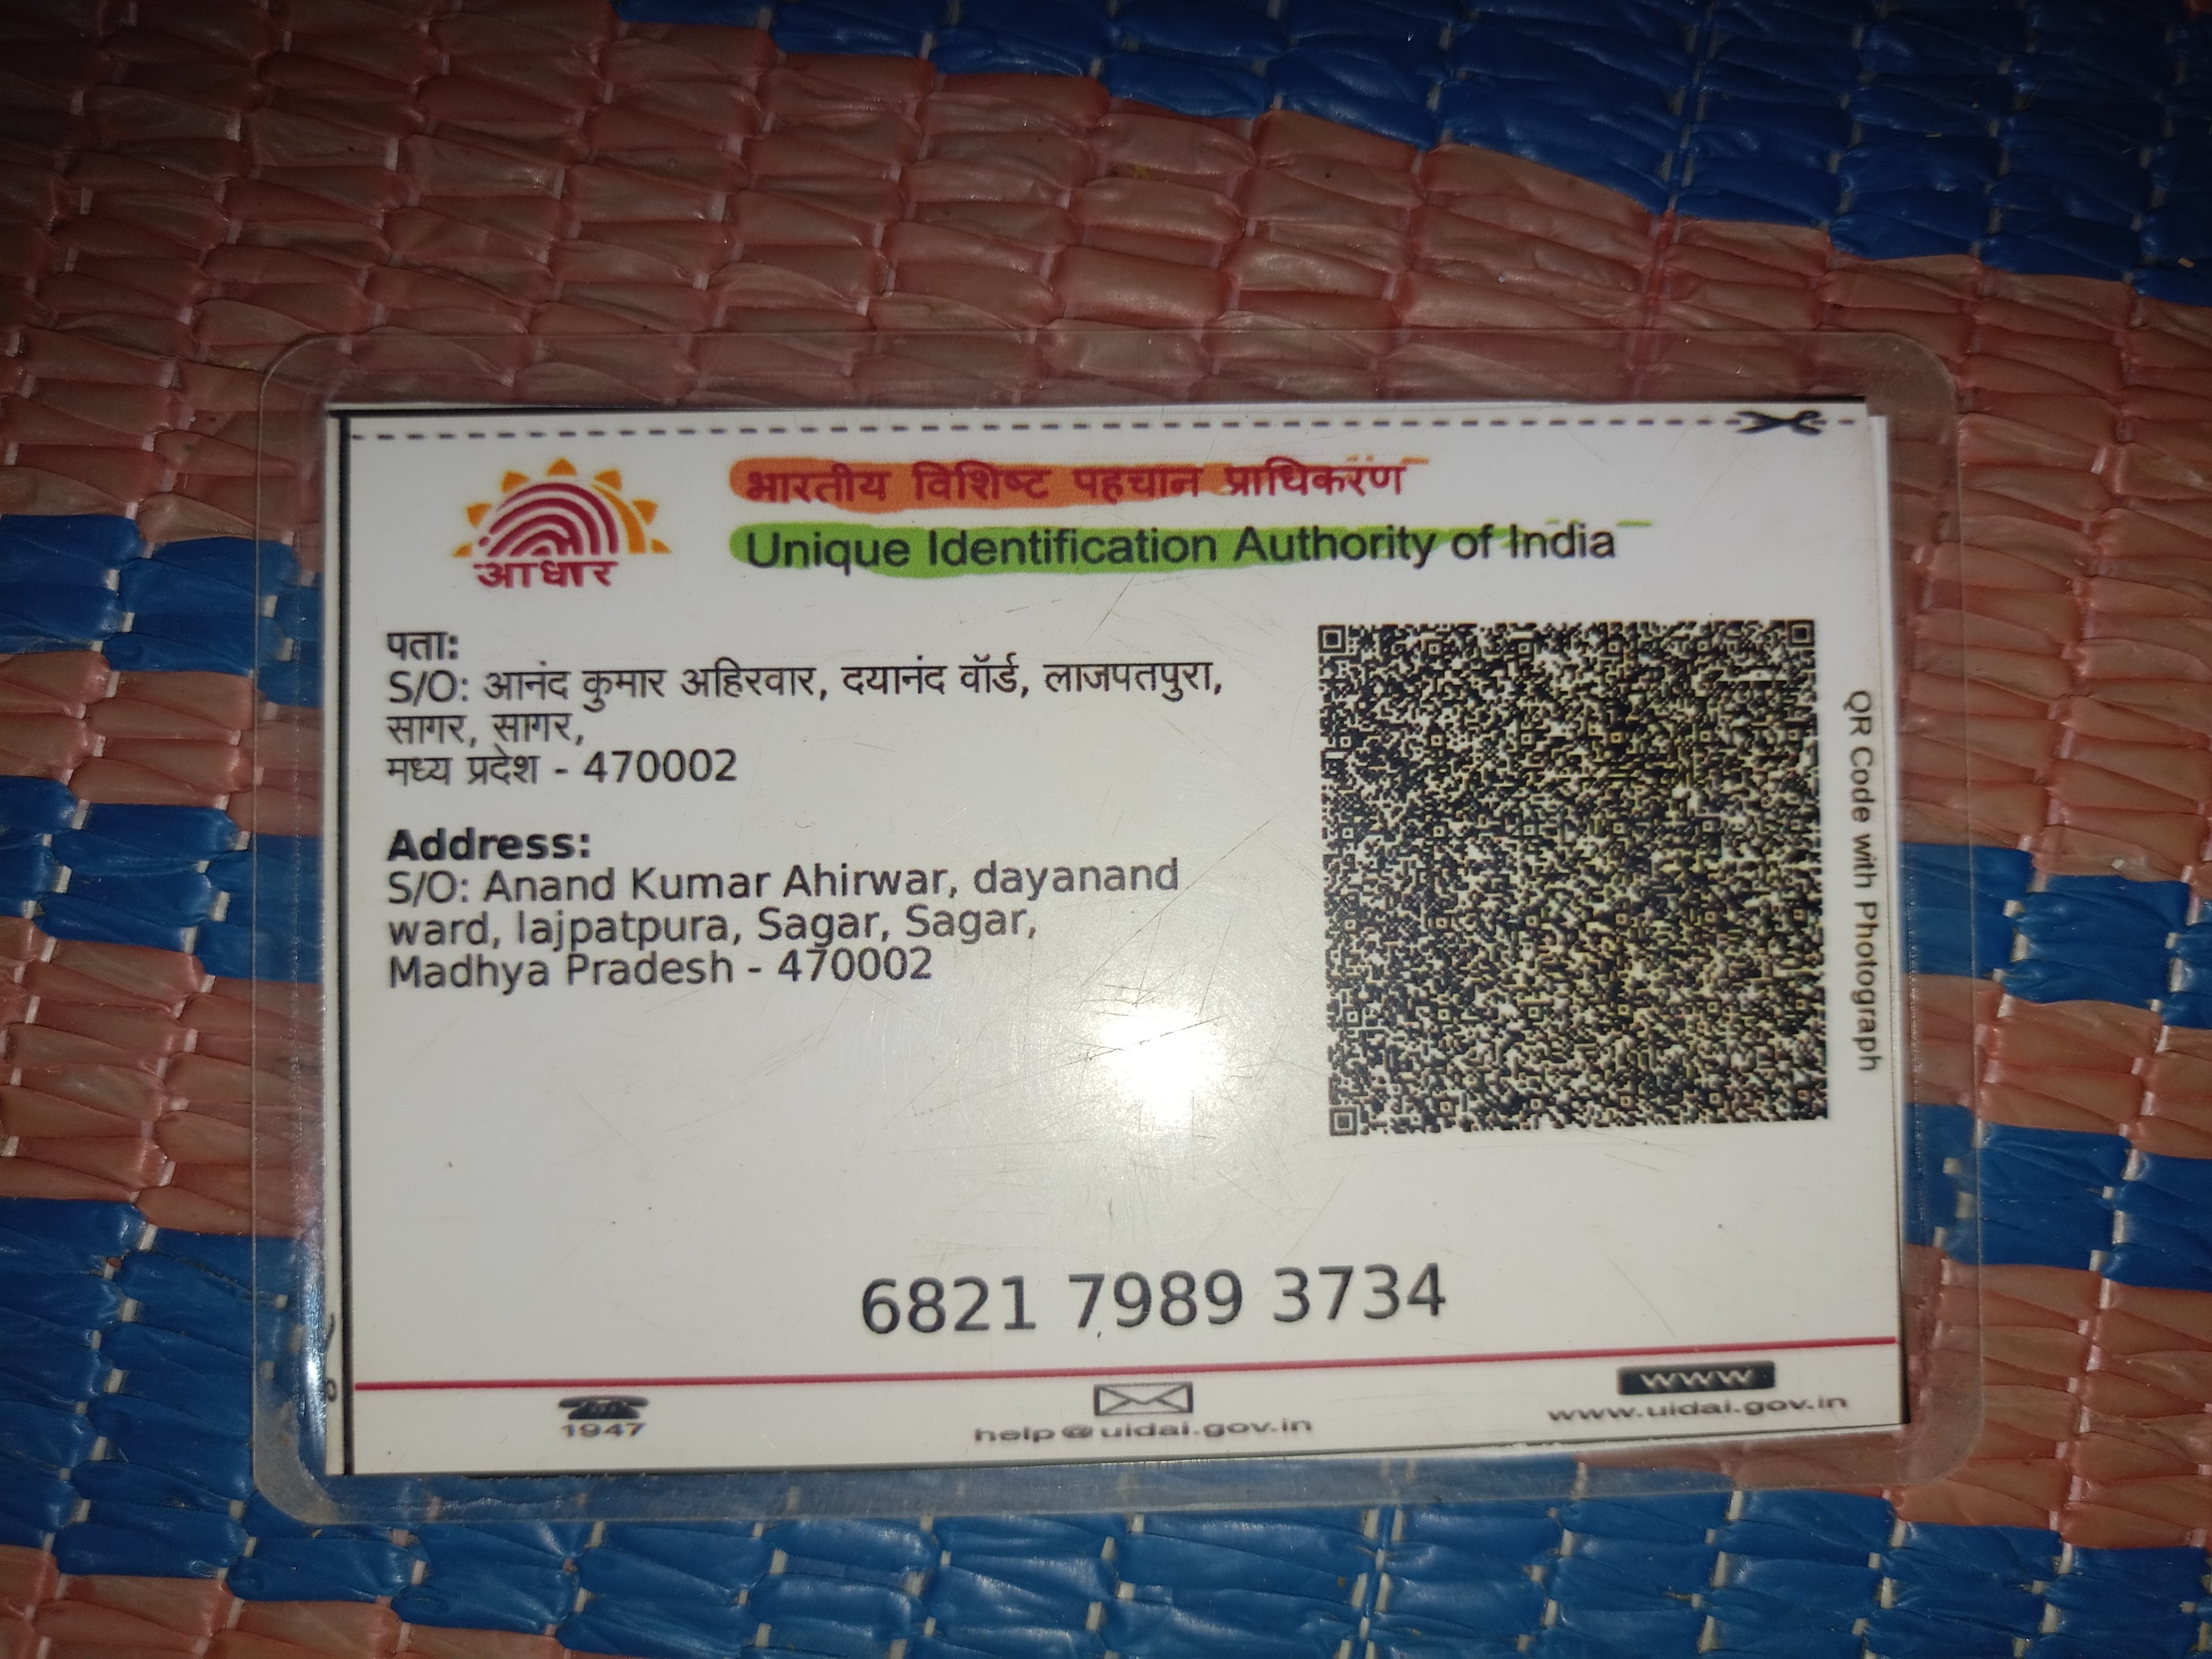 भारतीय विशिष्ट पहचान प्राधिकरण
Unique Identification Authority of India
आधार
पता:
S/O: आनंद कुमार अहिरवार, दयानंद वॉर्ड, लाजपतपुरा,
सागर, सागर,
मध्य प्रदेश - 470002
Address:
S/O: Anand Kumar Ahirwar, dayanand
ward, lajpatpura, Sagar, Sagar,
Madhya Pradesh - 470002
QR Code with Photograph
6821 7989 3734
1947
help@uidai.gov.in
www
www.uidai.gov.in